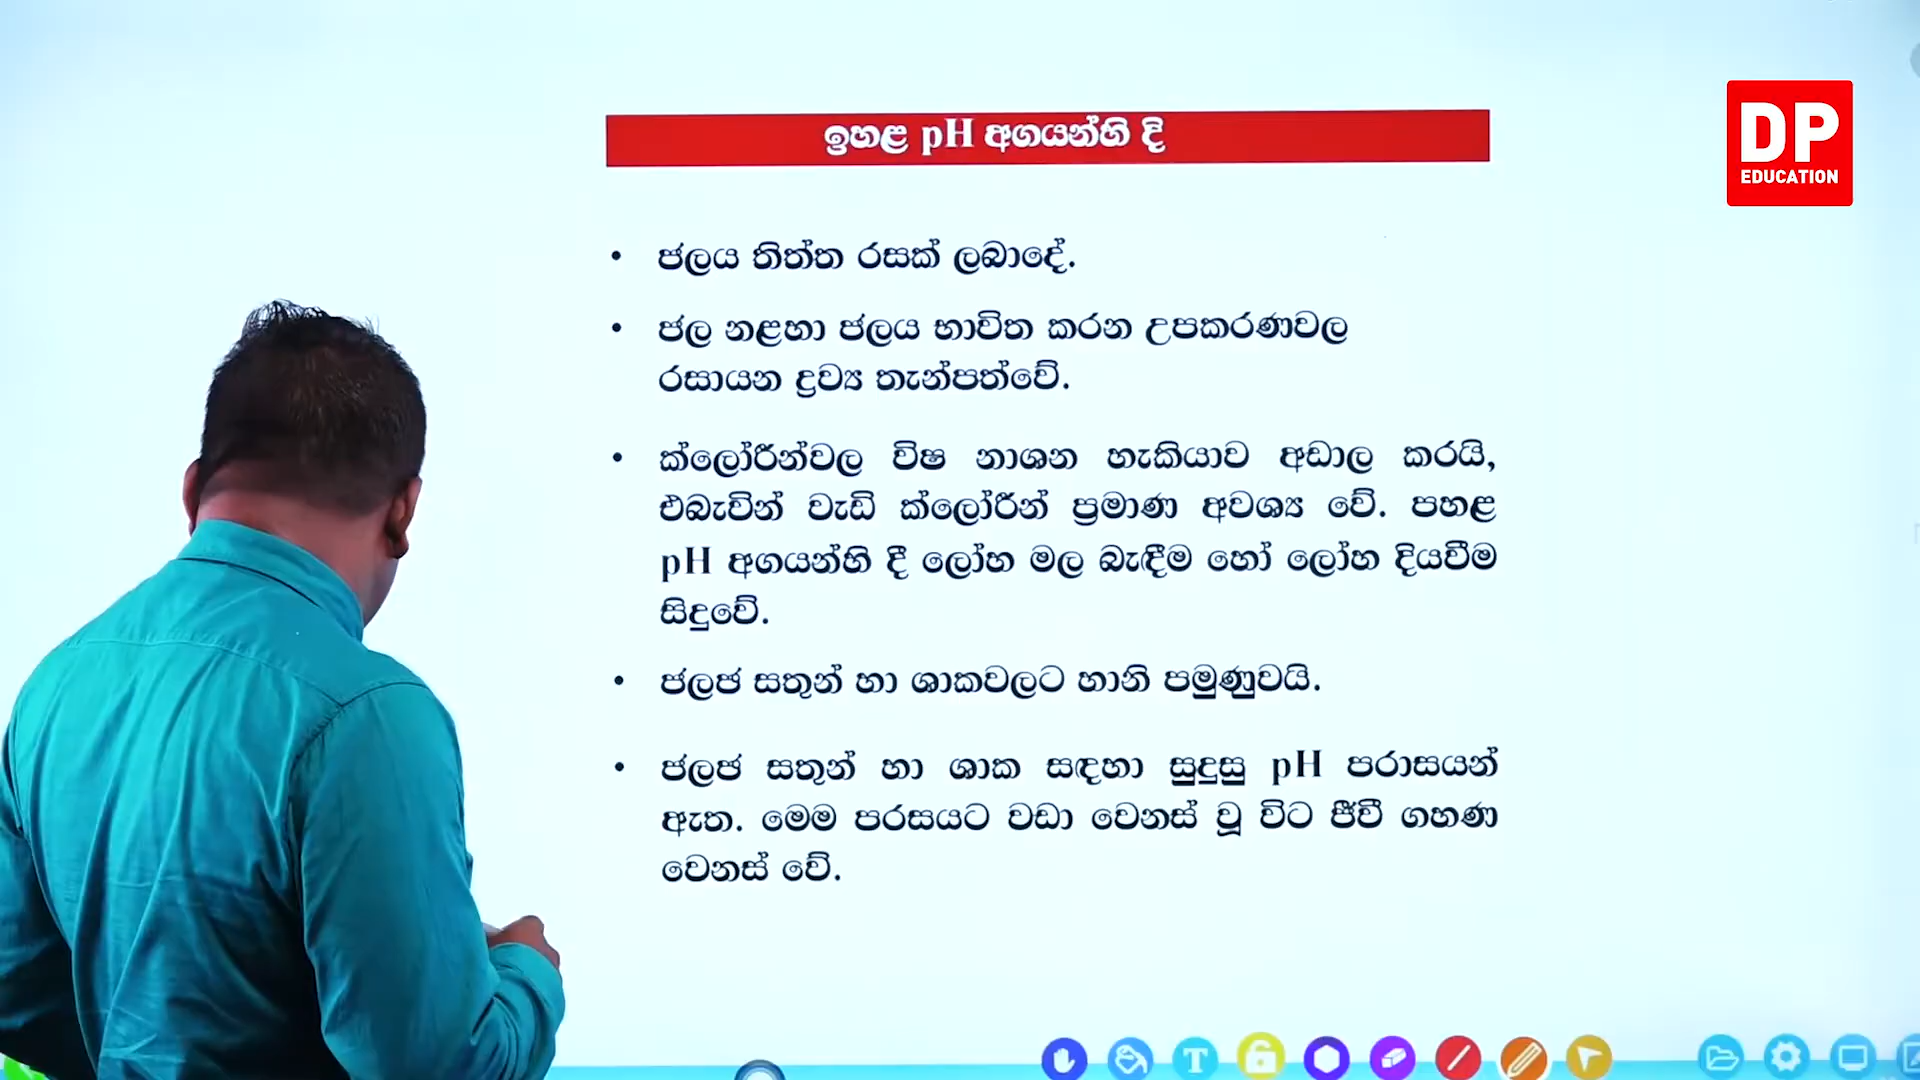 ඉහළ pH අගයන්හි දි
DP
EDUCATION
• ජලය තිත්ත රසක් ලබාදේ.
• ජල නළහා ජලය භාවිත කරන උපකරණවල
රසායන ද්‍රව්‍ය තැන්පත්වේ.
• ක්ලෝරීන්වල විෂ නාශන හැකියාව අඩාල කරයි,
එබැවින් වැඩි ක්ලෝරීන් ප්‍රමාණ අවශ්‍ය වේ. පහළ
pH අගයන්හි දී ලෝහ මල බැඳීම හෝ ලෝහ දියවීම
සිදුවේ.
• ජලජ සතුන් හා ශාකවලට හානි පමුණුවයි.
• ජලජ සතුන් හා ශාක සඳහා සුදුසු pH පරාසයන්
ඇත. මෙම පරසයට වඩා වෙනස් වූ විට ජීවී ගහණ
වෙනස් වේ.